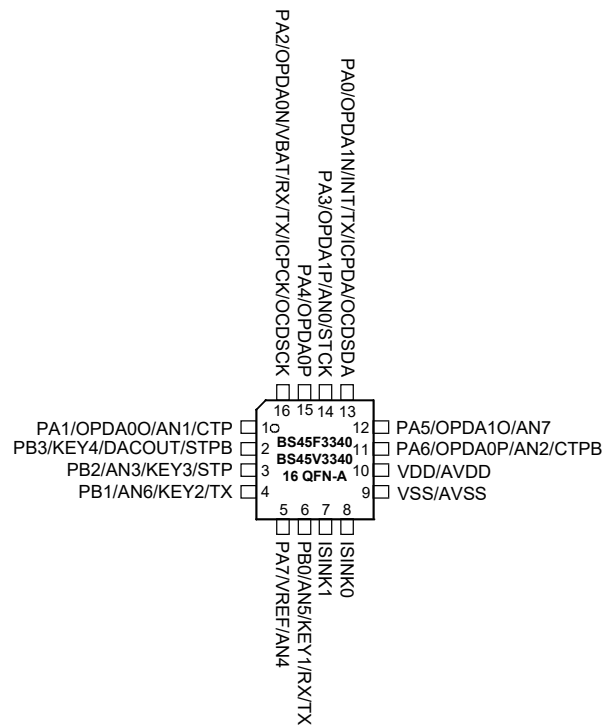 PA2/OPDA0N/VBAT/RX/TX/ICPCK/OCDSCK
PA4/OPDA0P
PA3/OPDA1P/AN0/STCK
PA0/OPDA1N/INT/TX/ICPDA/OCDSDA
16 15 14 13
PA1/OPDA0O/AN1/CTP 1
PB3/KEY4/DACOUT/STPB 2
PB2/AN3/KEY3/STP 3
PB1/AN6/KEY2/TX 4
BS45F3340
BS45V3340
16 QFN-A
12 PA5/OPDA1O/AN7
11 PA6/OPDA0P/AN2/CTPB
10 VDD/AVDD
9 VSS/AVSS
5 6 7 8
PA7/VREF/AN4
PB0/AN5/KEY1/RX/TX
ISINK1
ISINK0